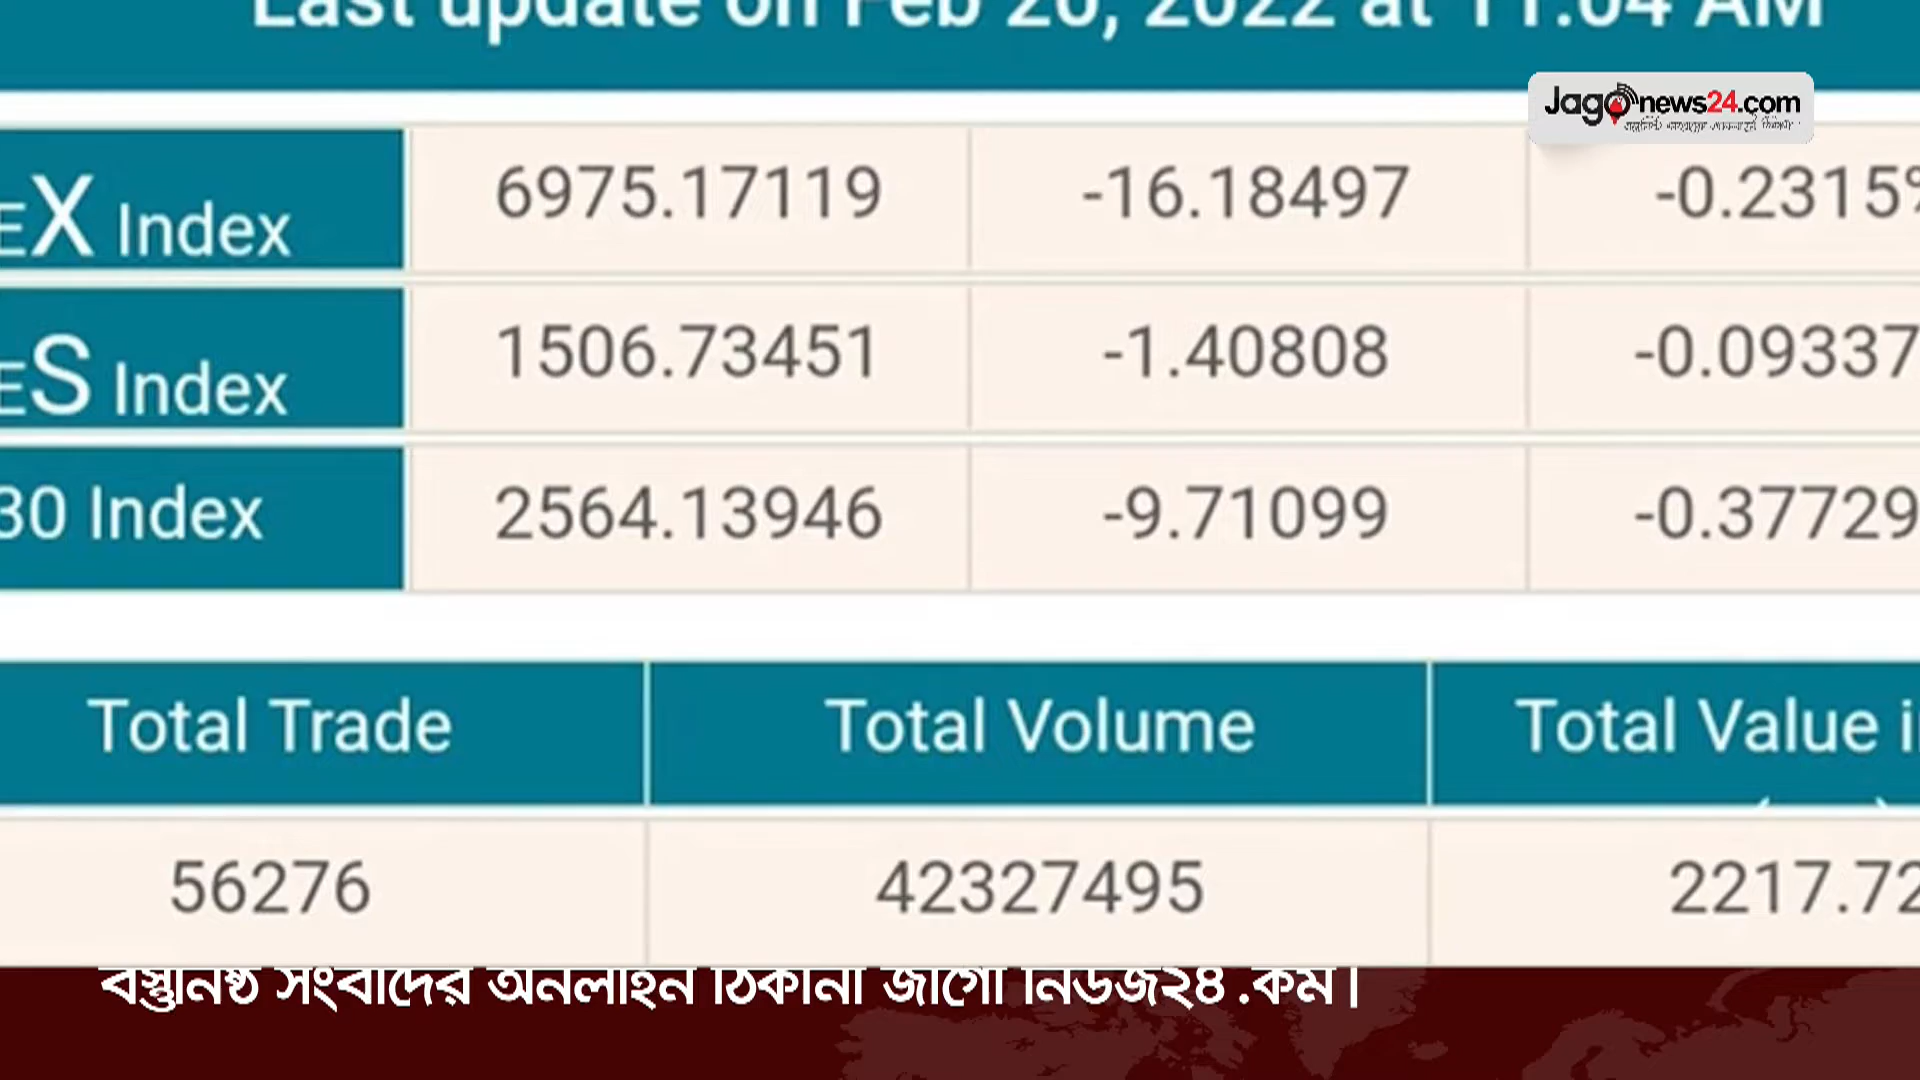 Last update on Feb 20, 2022 at 11:04 AM
Jagonews24.com
EX Index 6975.17119 -16.18497 -0.2315%
ES Index 1506.73451 -1.40808 -0.09337
30 Index 2564.13946 -9.71099 -0.37729
Total Trade Total Volume Total Value i
56276 42327495 2217.72
বস্তুনিষ্ঠ সংবাদের অনলাইন ঠিকানা জাগো নিউজ২৪.কম।